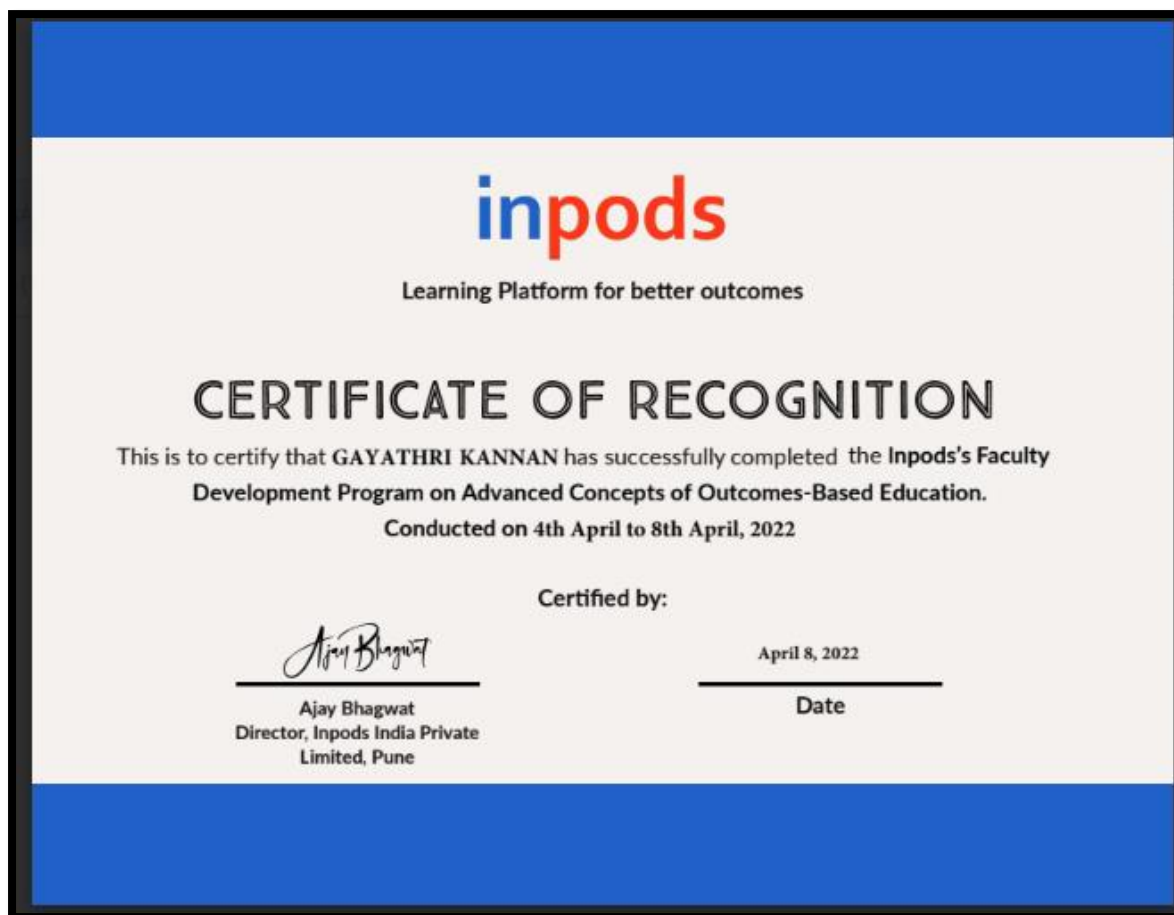 inpods
Learning Platform for better outcomes
CERTIFICATE OF RECOGNITION
This is to certify that GAYATHRI KANNAN has successfully completed the Inpods's Faculty
Development Program on Advanced Concepts of Outcomes-Based Education.
Conducted on 4th April to 8th April, 2022
Certified by:
Ajay Bhagwat
April 8, 2022
Ajay Bhagwat
Date
Director, Inpods India Private
Limited, Pune